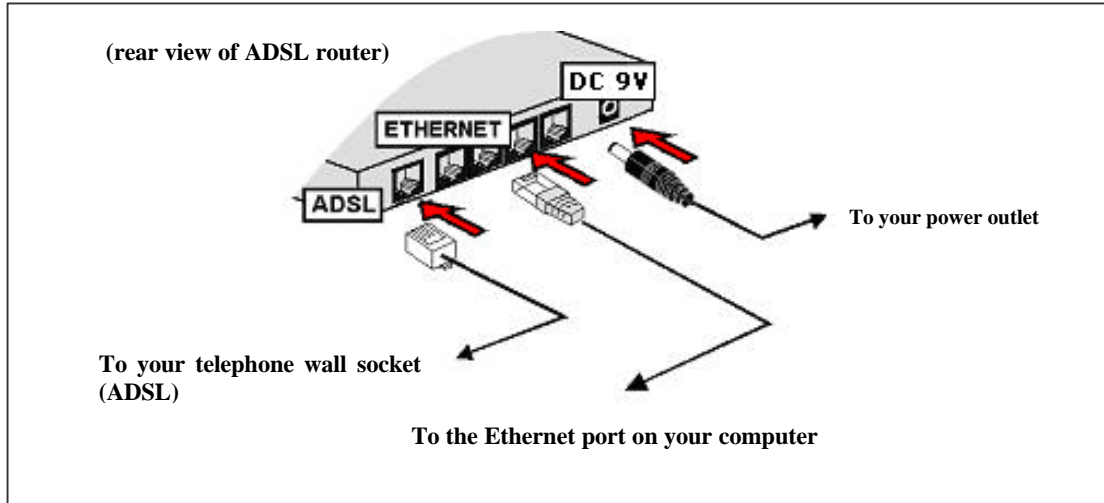 (rear view of ADSL router)
DC 9V
ETHERNET
ADSL
To your power outlet
To your telephone wall socket
(ADSL)
To the Ethernet port on your computer